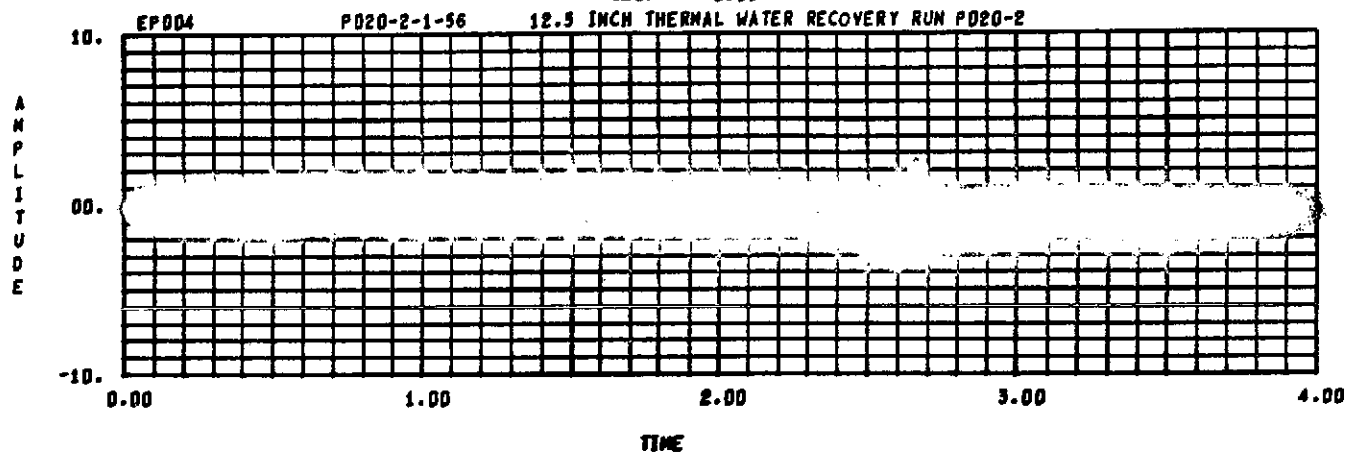 EP004 PD20-2-1-56 12.5 INCH THERMAL WATER RECOVERY RUN PD20-2
10.
AMPLITUDE
00.
-10.
0.00 1.00 2.00 3.00 4.00
TIME